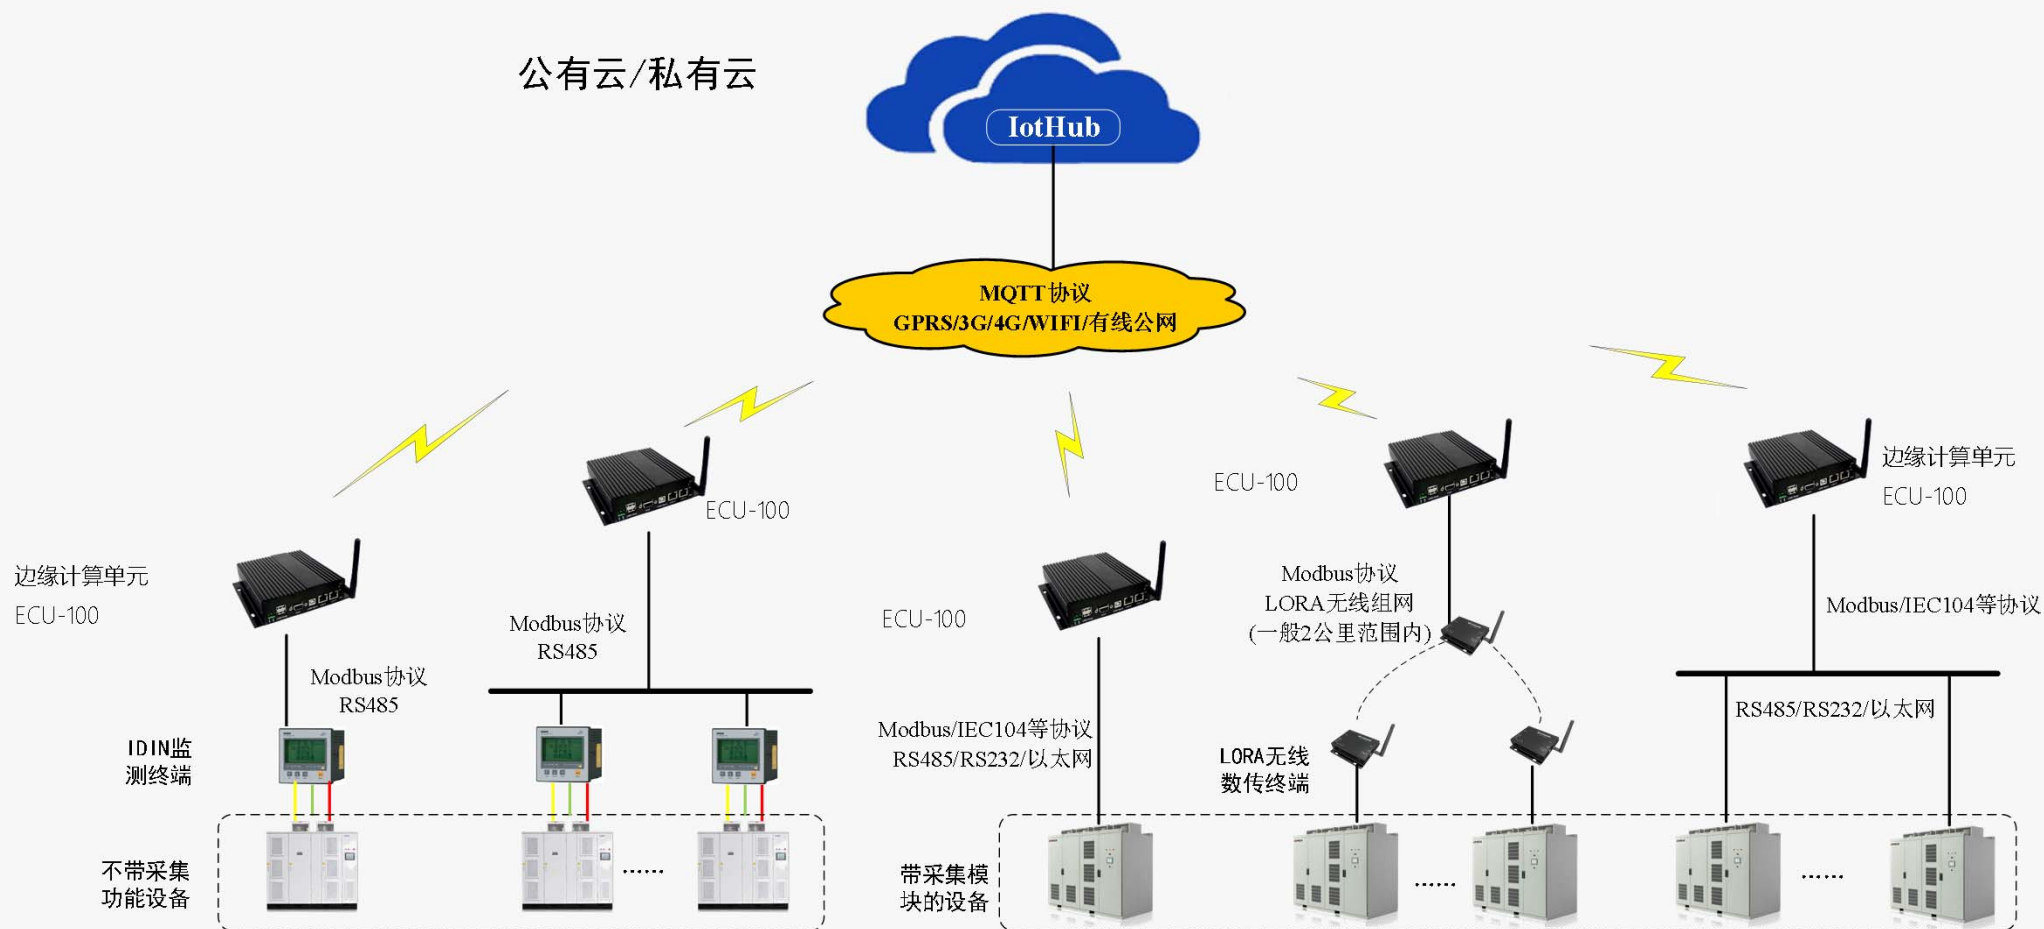 公有云/私有云
IotHub
MQTT协议
GPRS/3G/4G/WIFI/有线公网
边缘计算单元
ECU-100
ECU-100
ECU-100
ECU-100
边缘计算单元
ECU-100
Modbus协议
RS485
Modbus协议
RS485
Modbus/IEC104等协议
RS485/RS232/以太网
Modbus协议
LORA无线组网
(一般2公里范围内)
Modbus/IEC104等协议
RS485/RS232/以太网
IDIN监
测终端
LORA无线
数传终端
不带采集
功能设备
......
带采集模
块的设备
......
......